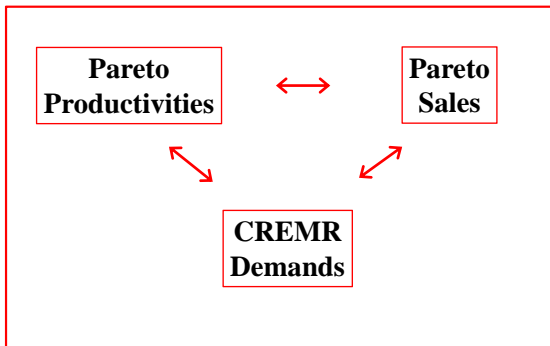 Pareto
Productivities
Pareto
Sales
CREMR
Demands